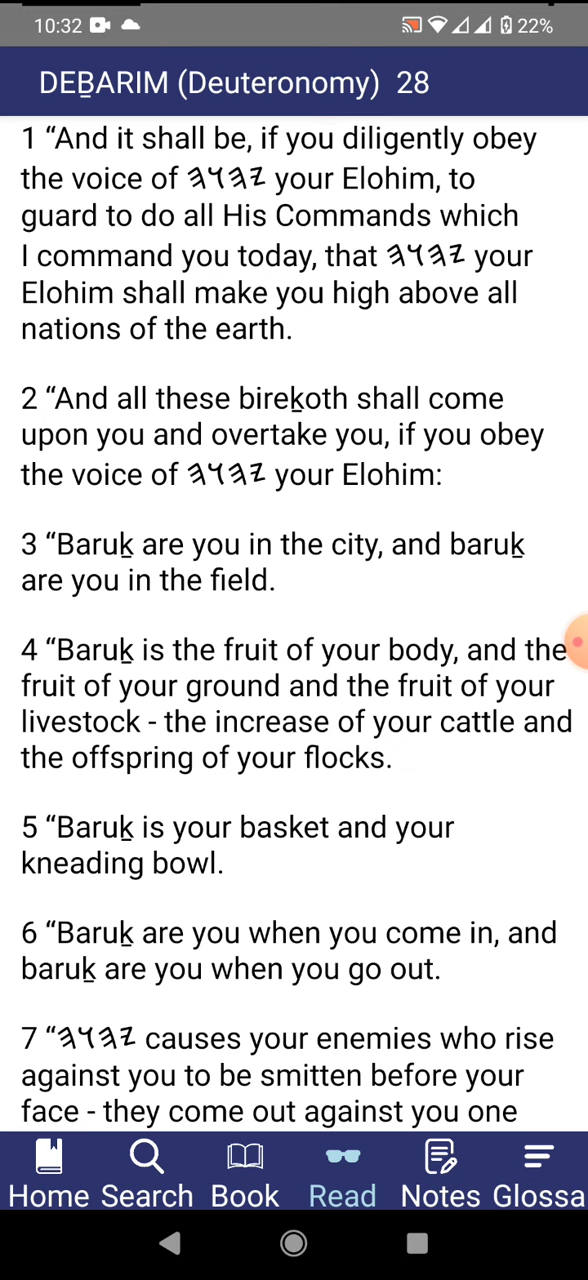 10:32
22%
DEḆARIM (Deuteronomy) 28
1 “And it shall be, if you diligently obey
the voice of 𐤉𐤄𐤅𐤄 your Elohim, to
guard to do all His Commands which
I command you today, that 𐤉𐤄𐤅𐤄 your
Elohim shall make you high above all
nations of the earth.
2 “And all these bireḵoth shall come
upon you and overtake you, if you obey
the voice of 𐤉𐤄𐤅𐤄 your Elohim:
3 “Baruḵ are you in the city, and baruḵ
are you in the field.
4 “Baruḵ is the fruit of your body, and the
fruit of your ground and the fruit of your
livestock - the increase of your cattle and
the offspring of your flocks.
5 “Baruḵ is your basket and your
kneading bowl.
6 “Baruḵ are you when you come in, and
baruḵ are you when you go out.
7 “𐤉𐤄𐤅𐤄 causes your enemies who rise
against you to be smitten before your
face - they come out against you one
Home Search Book Read Notes Glossa